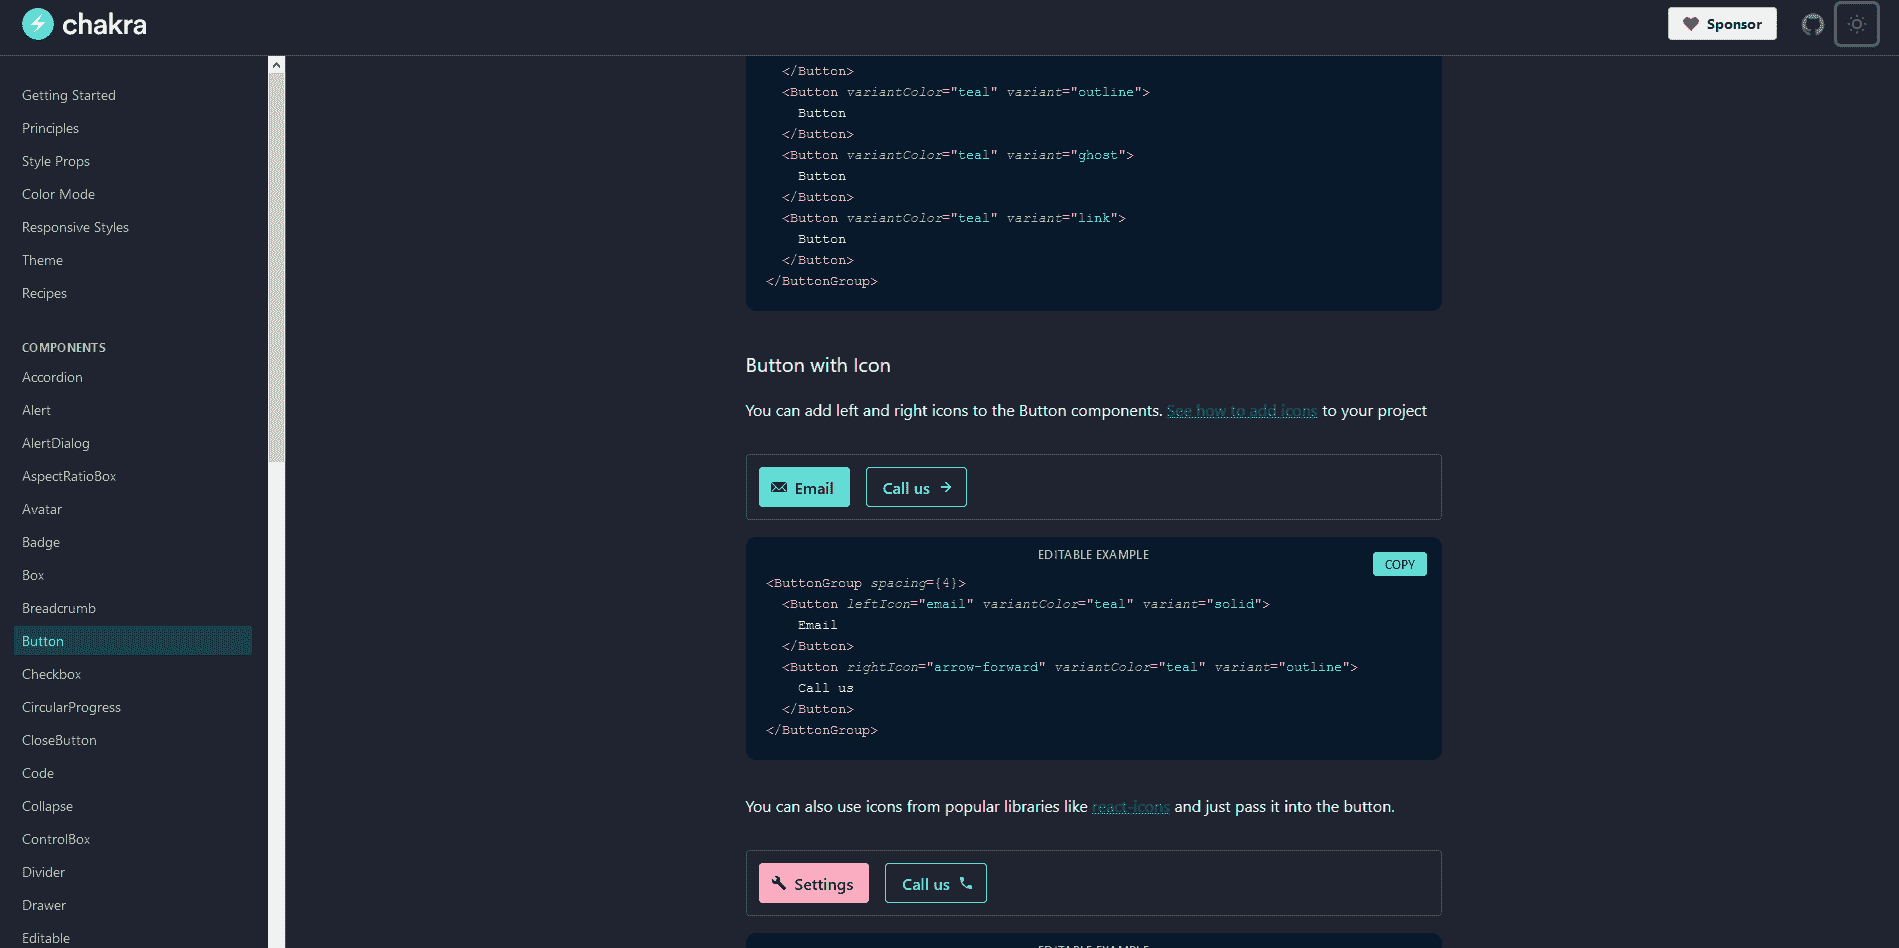 chakra
Sponsor
Getting Started
Principles
Style Props
Color Mode
Responsive Styles
Theme
Recipes
COMPONENTS
Accordion
Alert
AlertDialog
AspectRatioBox
Avatar
Badge
Box
Breadcrumb
Button
Checkbox
CircularProgress
CloseButton
Code
Collapse
ControlBox
Divider
Drawer
Editable
</Button>
<Button variantColor="teal" variant="outline">
Button
</Button>
<Button variantColor="teal" variant="ghost">
Button
</Button>
<Button variantColor="teal" variant="link">
Button
</Button>
</ButtonGroup>
Button with Icon
You can add left and right icons to the Button components. See how to add icons to your project
Email
Call us
EDITABLE EXAMPLE
COPY
<ButtonGroup spacing={4}>
<Button leftIcon="email" variantColor="teal" variant="solid">
Email
</Button>
<Button rightIcon="arrow-forward" variantColor="teal" variant="outline">
Call us
</Button>
</ButtonGroup>
You can also use icons from popular libraries like react-icons and just pass it into the button.
Settings
Call us
EDITABLE EXAMPLE